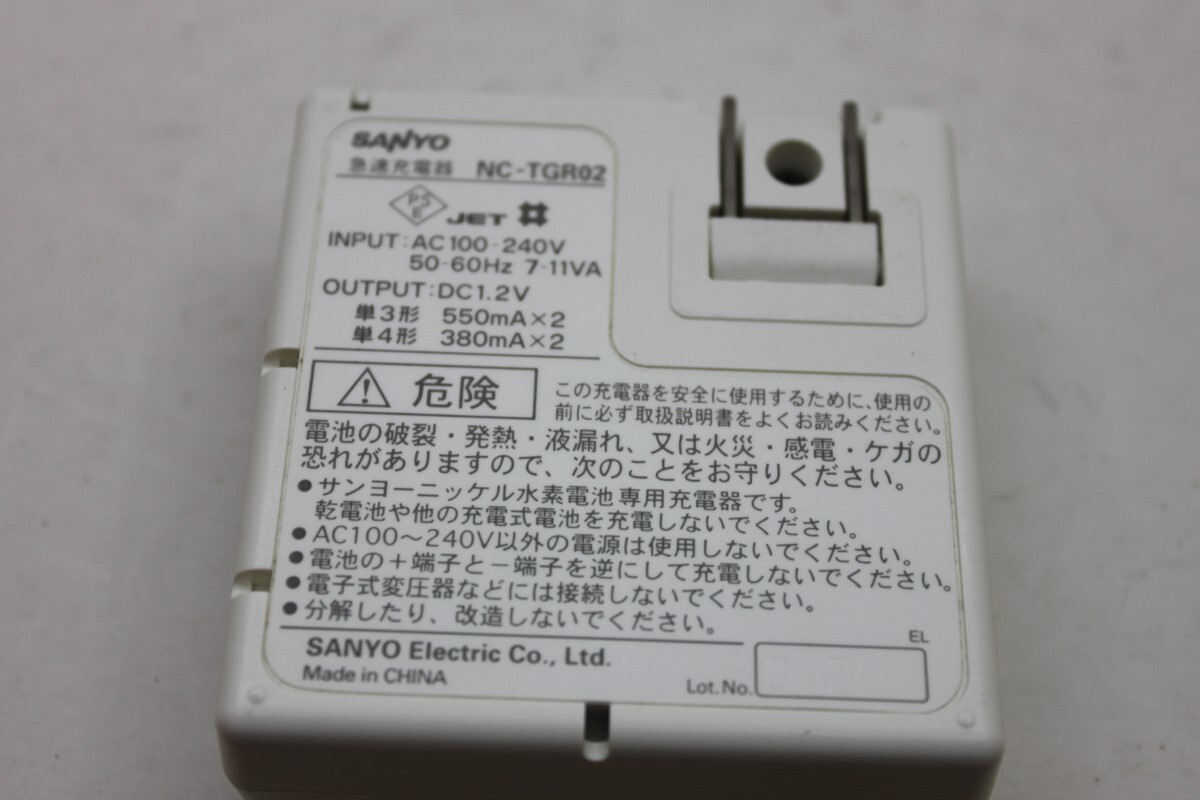 SANYO
急速充電器 NC-TGR02
PS
E
JET
INPUT:AC100-240V
50-60Hz 7-11VA
OUTPUT:DC1.2V
単3形 550mA×2
単4形 380mA×2
危険
この充電器を安全に使用するために、使用の
前に必ず取扱説明書をよくお読みください。
電池の破裂・発熱・液漏れ、又は火災・感電・ケガの
恐れがありますので、次のことをお守りください。
●サンヨーニッケル水素電池専用充電器です。
乾電池や他の充電式電池を充電しないでください。
●AC100～240V以外の電源は使用しないでください。
●電池の＋端子と－端子を逆にして充電しないでください。
●電子式変圧器などには接続しないでください。
●分解したり、改造しないでください。
SANYO Electric Co., Ltd.
Made in CHINA
EL
Lot.No.